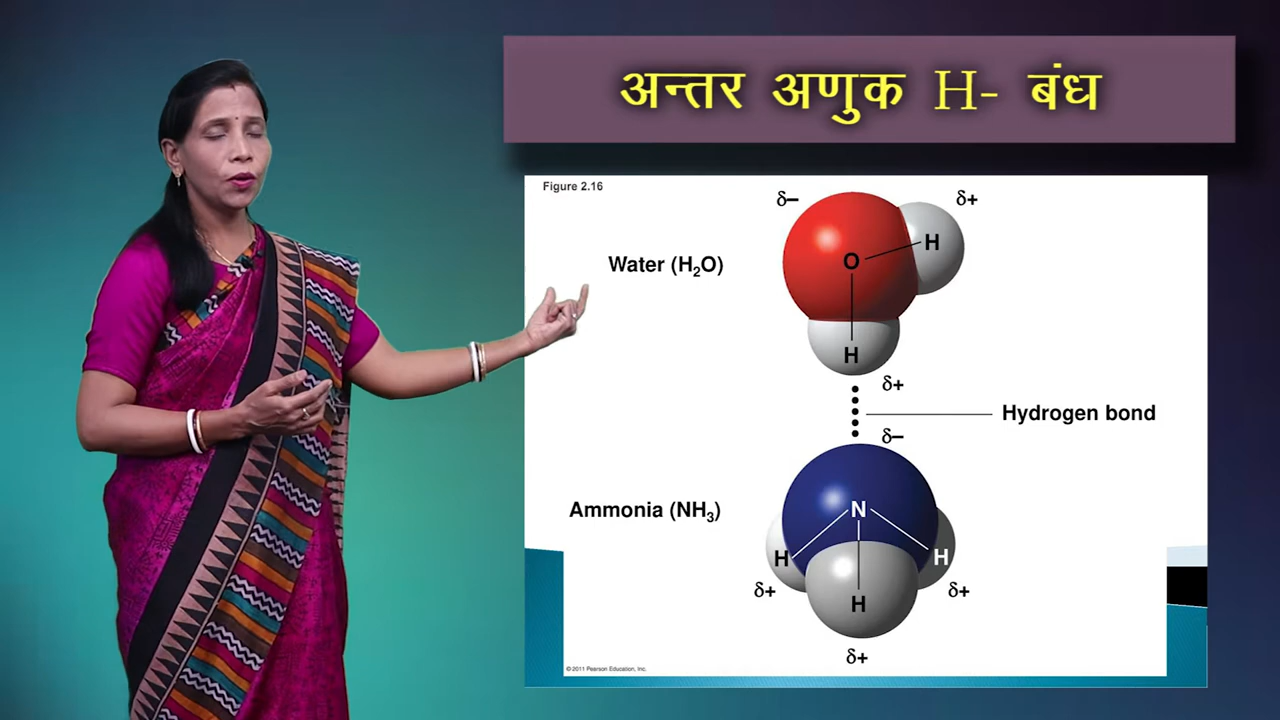 अन्तर अणुक H- बंध
Figure 2.16
δ–
δ+
H
Water (H₂O)
O
H
δ+
Hydrogen bond
δ–
Ammonia (NH₃)
N
H
H
δ+
δ+
H
δ+
© 2011 Pearson Education, Inc.